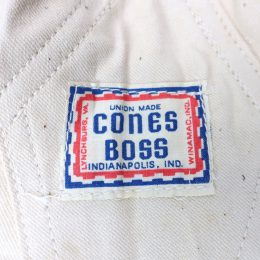 UNION MADE
CONES
BOSS
INDIANAPOLIS, IND.
LYNCHBURG, VA.
WINAMAC, IND.